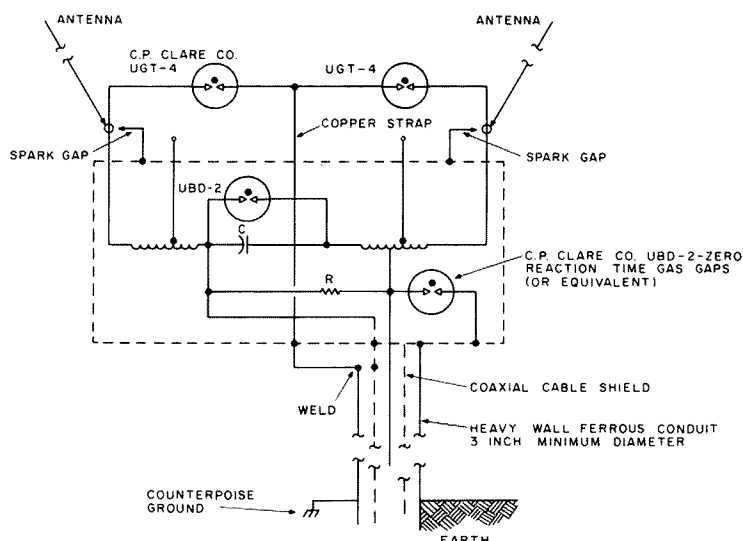 ANTENNA
ANTENNA
C.P. CLARE CO.
UGT-4
UGT-4
COPPER STRAP
SPARK GAP
SPARK GAP
UBD-2
C
C.P. CLARE CO. UBD-2-ZERO
REACTION TIME GAS GAPS
(OR EQUIVALENT)
R
COAXIAL CABLE SHIELD
WELD
HEAVY WALL FERROUS CONDUIT
3 INCH MINIMUM DIAMETER
COUNTERPOISE
GROUND
EARTH